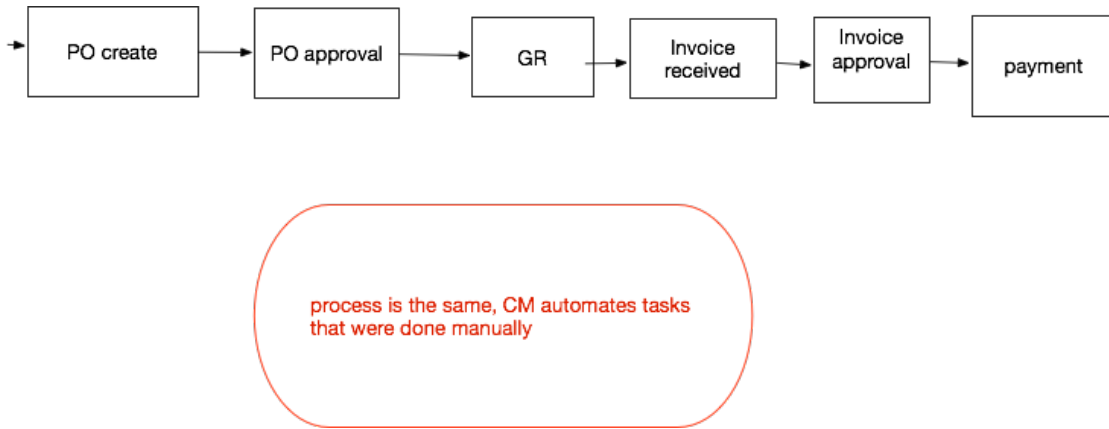 PO create
PO approval
GR
Invoice
received
Invoice
approval
payment
process is the same, CM automates tasks
that were done manually